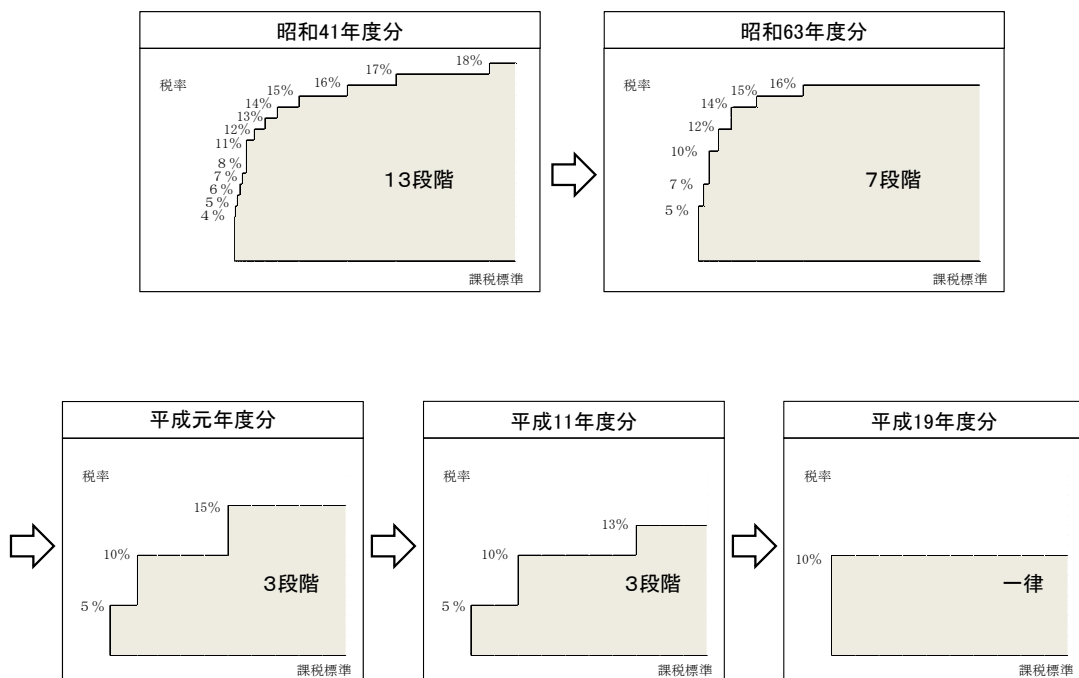 昭和41年度分
税率
18%
17%
16%
15%
14%
13%
12%
11%
8%
7%
6%
5%
4%
13段階
課税標準
昭和63年度分
税率
16%
15%
14%
12%
10%
7%
5%
7段階
課税標準
平成元年度分
税率
15%
10%
5%
3段階
課税標準
平成11年度分
税率
13%
10%
5%
3段階
課税標準
平成19年度分
税率
10%
一律
課税標準